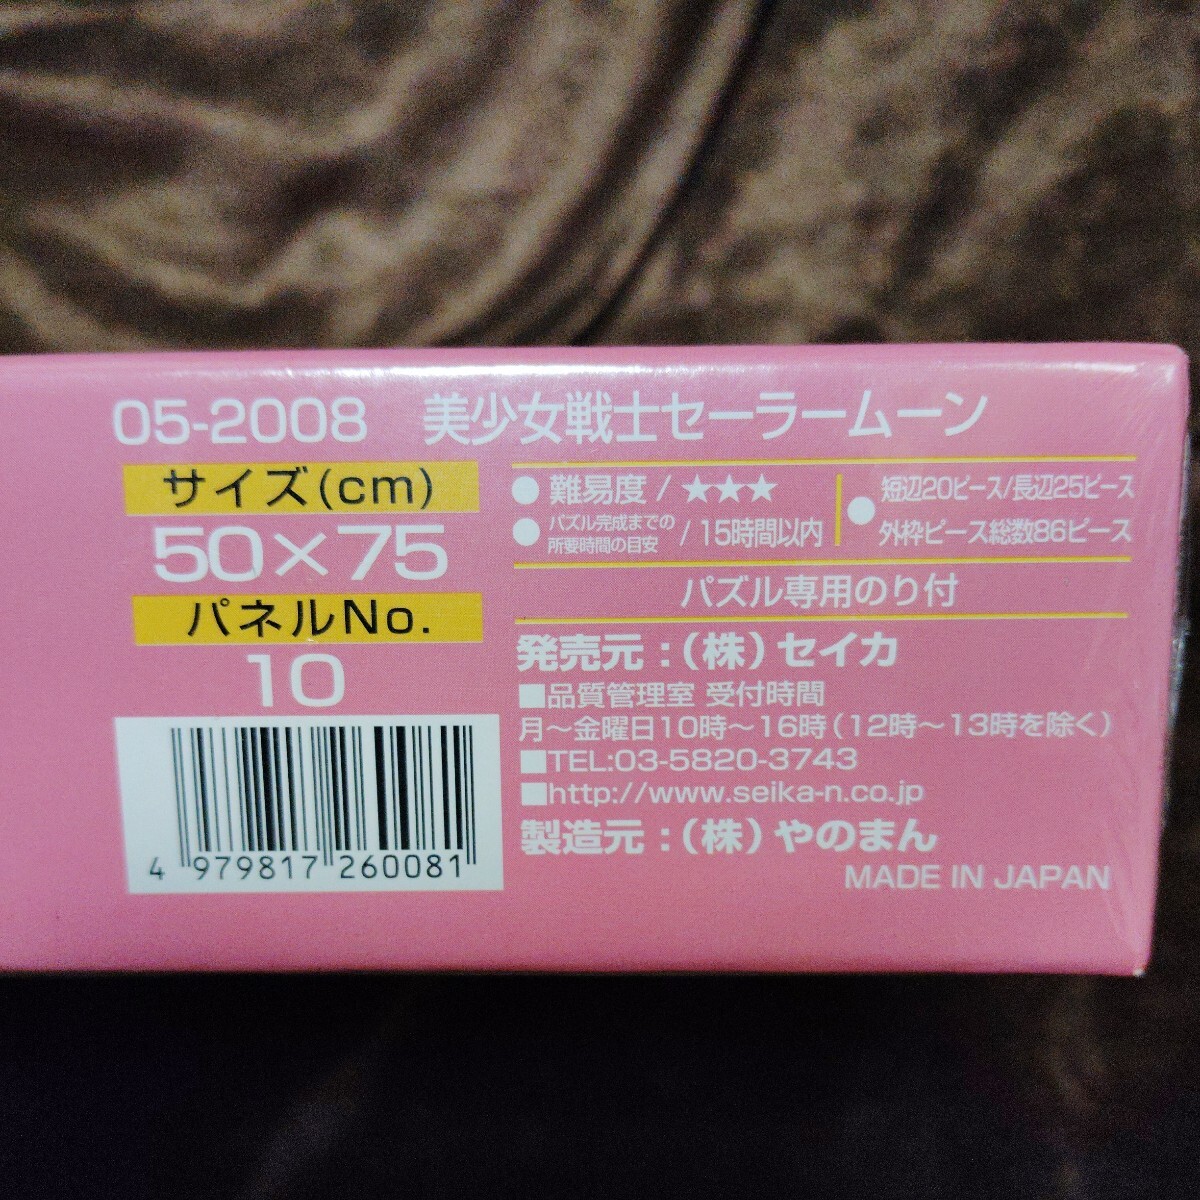 05-2008 美少女戦士セーラームーン
サイズ(cm)
50×75
パネルNo.
10
4 979817 260081
●難易度/★★★
●パズル完成までの
所要時間の目安/15時間以内
●短辺20ピース/長辺25ピース
外枠ピース総数86ピース
パズル専用のり付
発売元:(株)セイカ
■品質管理室 受付時間
月～金曜日10時～16時(12時～13時を除く)
■TEL:03-5820-3743
■http://www.seika-n.co.jp
製造元:(株)やのまん
MADE IN JAPAN